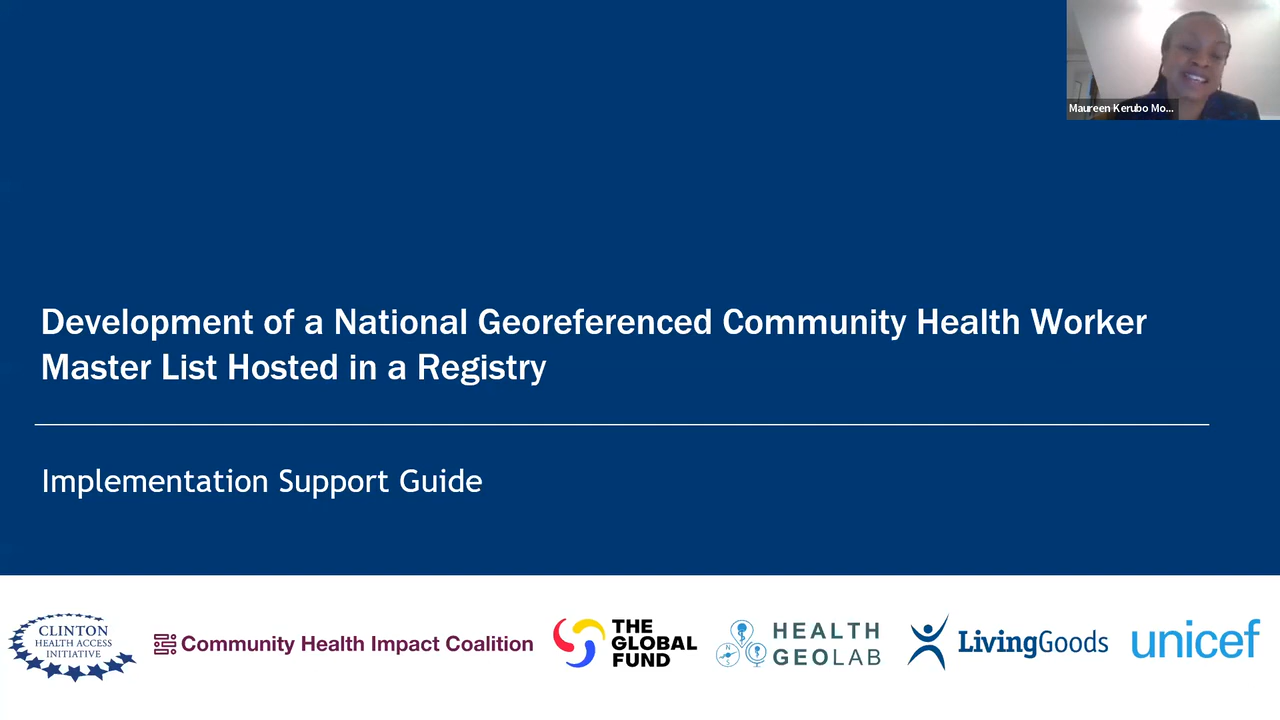 Maureen Kerubo Mo...
Development of a National Georeferenced Community Health Worker
Master List Hosted in a Registry
Implementation Support Guide
CLINTON
HEALTH ACCESS
INITIATIVE
Community Health Impact Coalition
THE
GLOBAL
FUND
N
HEALTH
GEOLAB
LivingGoods
unicef